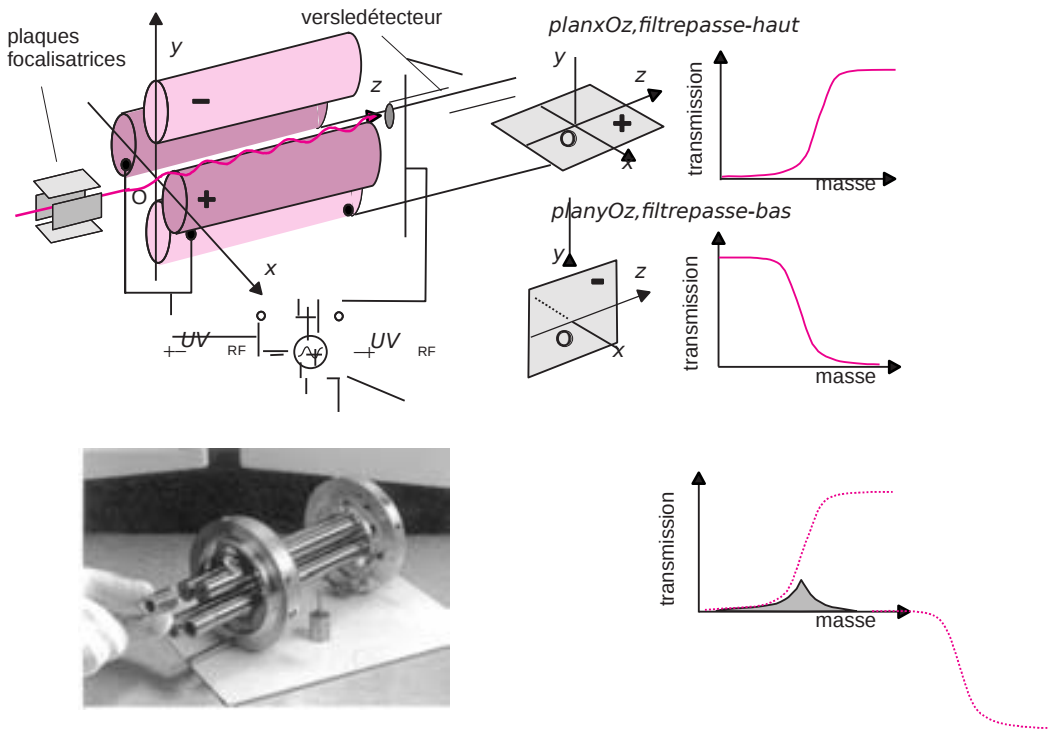 plaques
focalisatrices
y
versledétecteur
z
-
+
O
x
+− UV RF
−+ UV RF
planxOz,filtrepasse-haut
y
z
+
O
x
transmission
masse
planyOz,filtrepasse-bas
y
z
-
O
x
transmission
masse
transmission
masse